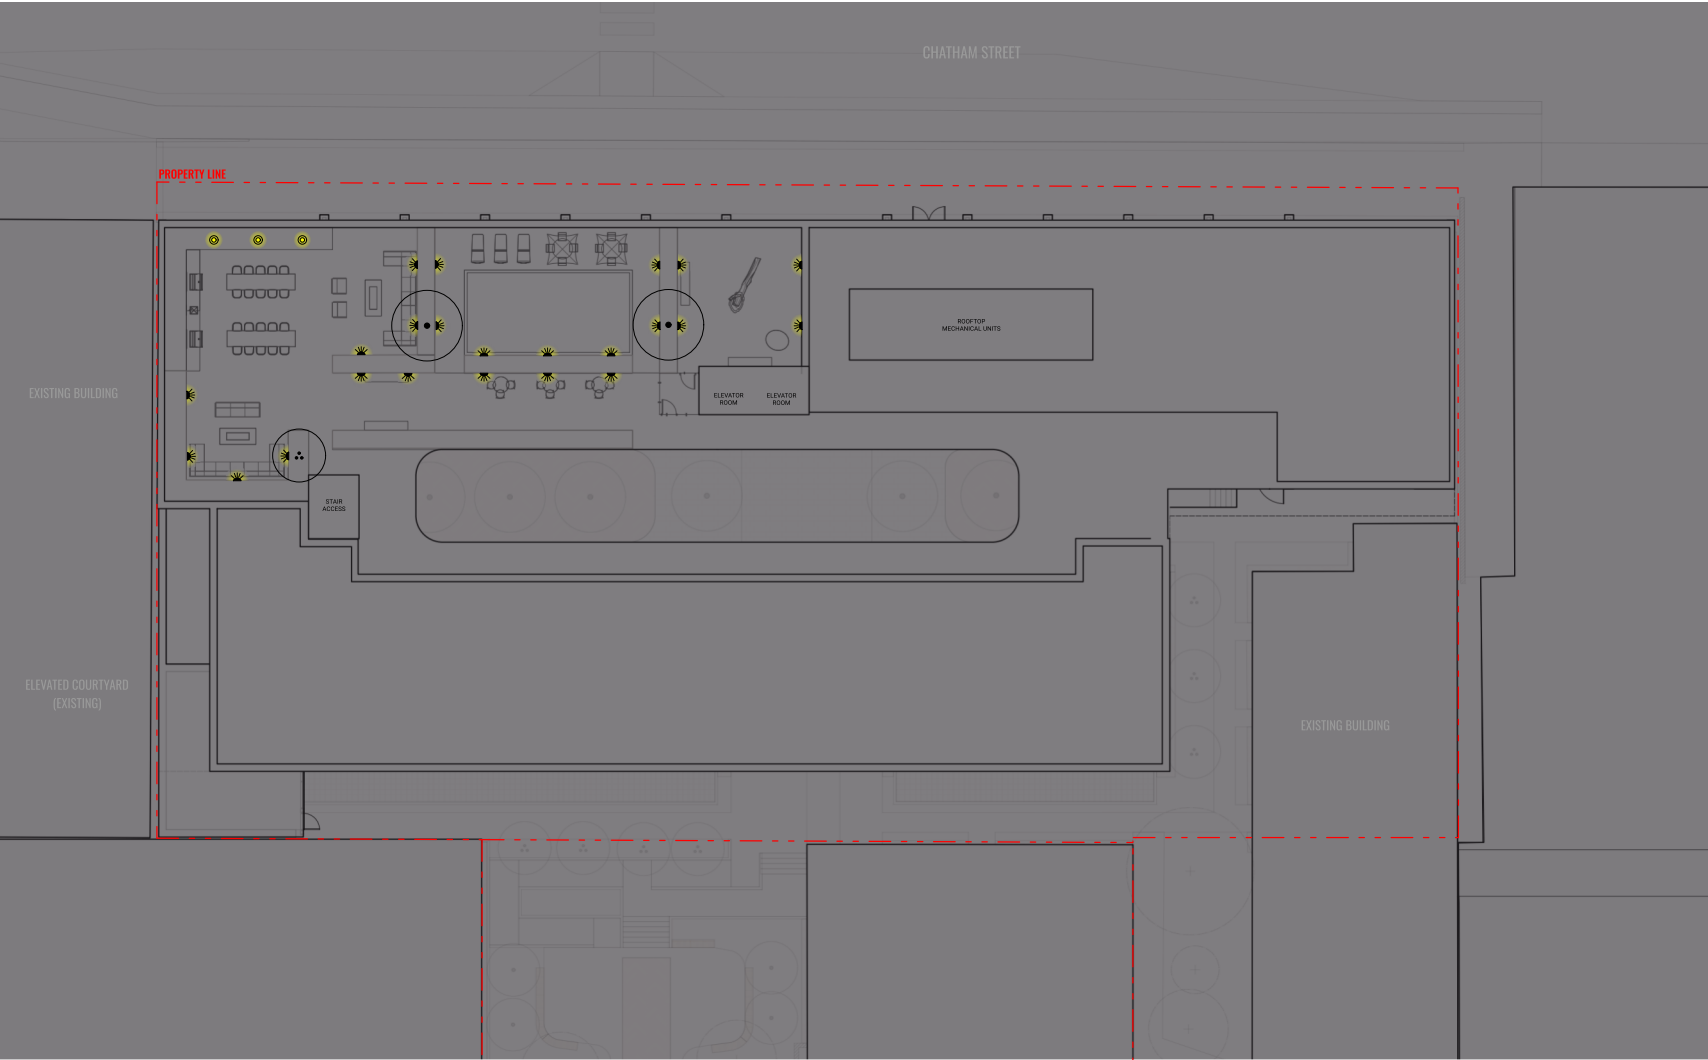 CHATHAM STREET
PROPERTY LINE
ROOFTOP
MECHANICAL UNITS
EXISTING BUILDING
ELEVATOR
ROOM
ELEVATOR
ROOM
STAIR
ACCESS
ELEVATED COURTYARD
(EXISTING)
EXISTING BUILDING